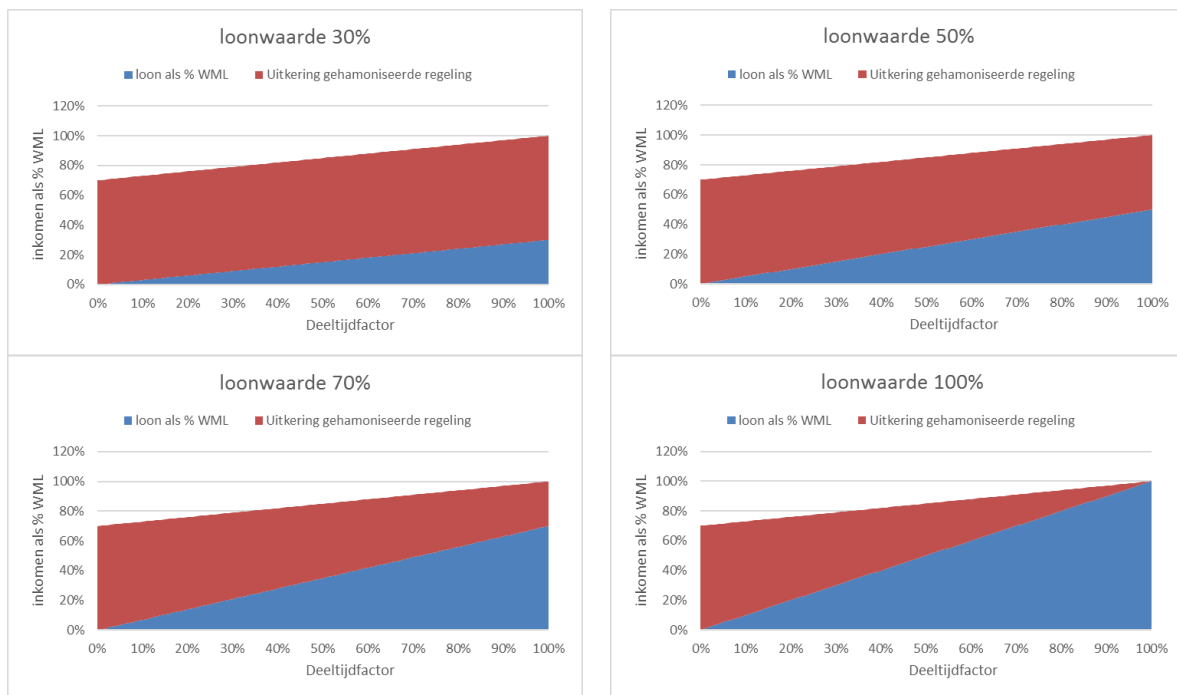 loonwaarde 30%
loon als % WML Uitkering gehamoniseerde regeling
inkomen als % WML
120%
100%
80%
60%
40%
20%
0%
0% 10% 20% 30% 40% 50% 60% 70% 80% 90% 100%
Deeltijdfactor
loonwaarde 50%
loon als % WML Uitkering gehamoniseerde regeling
inkomen als % WML
120%
100%
80%
60%
40%
20%
0%
0% 10% 20% 30% 40% 50% 60% 70% 80% 90% 100%
Deeltijdfactor
loonwaarde 70%
loon als % WML Uitkering gehamoniseerde regeling
inkomen als % WML
120%
100%
80%
60%
40%
20%
0%
0% 10% 20% 30% 40% 50% 60% 70% 80% 90% 100%
Deeltijdfactor
loonwaarde 100%
loon als % WML Uitkering gehamoniseerde regeling
inkomen als % WML
120%
100%
80%
60%
40%
20%
0%
0% 10% 20% 30% 40% 50% 60% 70% 80% 90% 100%
Deeltijdfactor